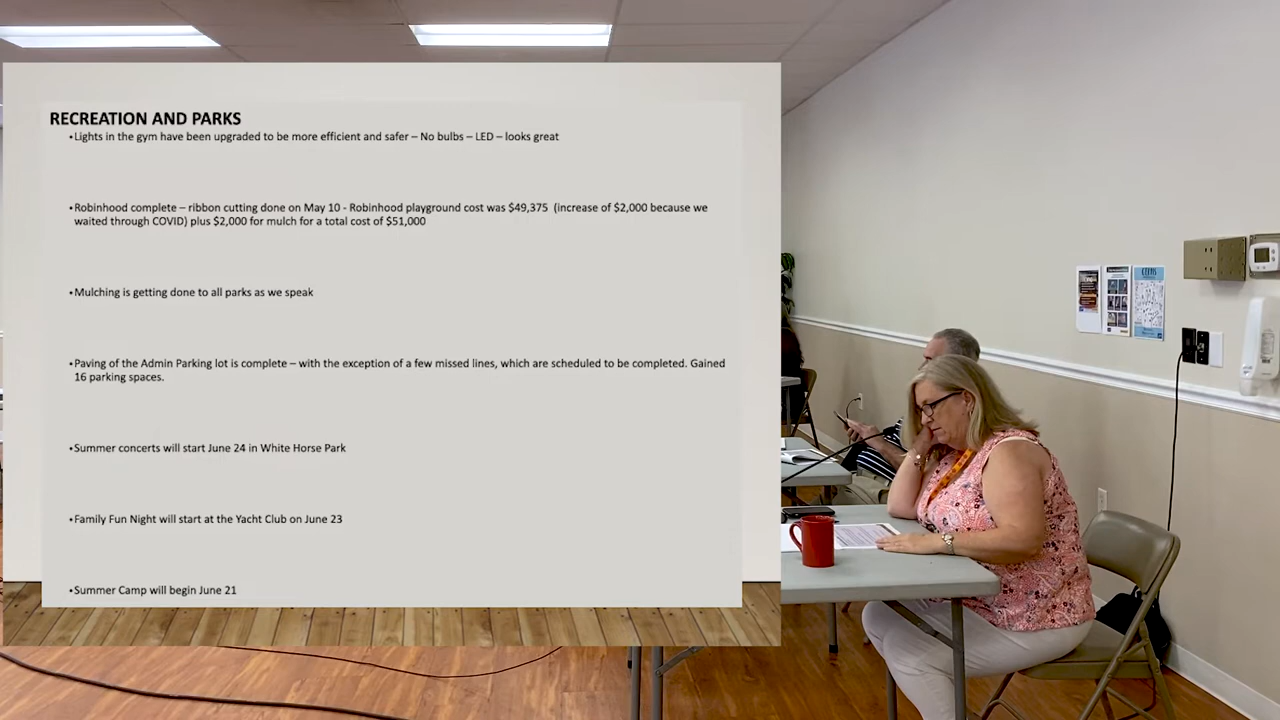 RECREATION AND PARKS
•Lights in the gym have been upgraded to be more efficient and safer – No bulbs – LED – looks great
•Robinhood complete – ribbon cutting done on May 10 - Robinhood playground cost was $49,375 (increase of $2,000 because we
waited through COVID) plus $2,000 for mulch for a total cost of $51,000
•Mulching is getting done to all parks as we speak
•Paving of the Admin Parking lot is complete – with the exception of a few missed lines, which are scheduled to be completed. Gained
16 parking spaces.
•Summer concerts will start June 24 in White Horse Park
•Family Fun Night will start at the Yacht Club on June 23
•Summer Camp will begin June 21